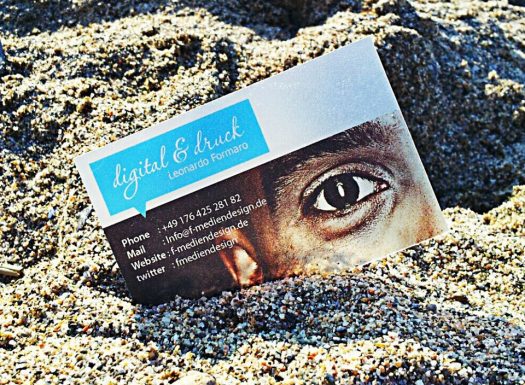 digital & druck
Leonardo Formaro
Phone : +49 176 425 281 82
Mail : Info@f-mediendesign.de
Website : f-mediendesign.de
twitter : fmediendesign